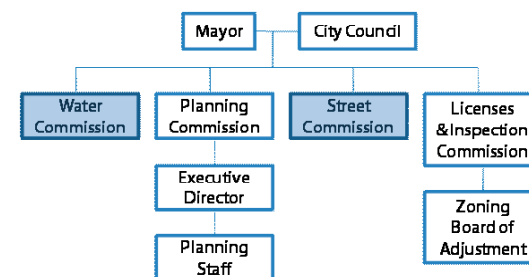 Mayor
City Council
Water
Commission
Planning
Commission
Street
Commission
Licenses
& Inspection
Commission
Executive
Director
Zoning
Board of
Adjustment
Planning
Staff